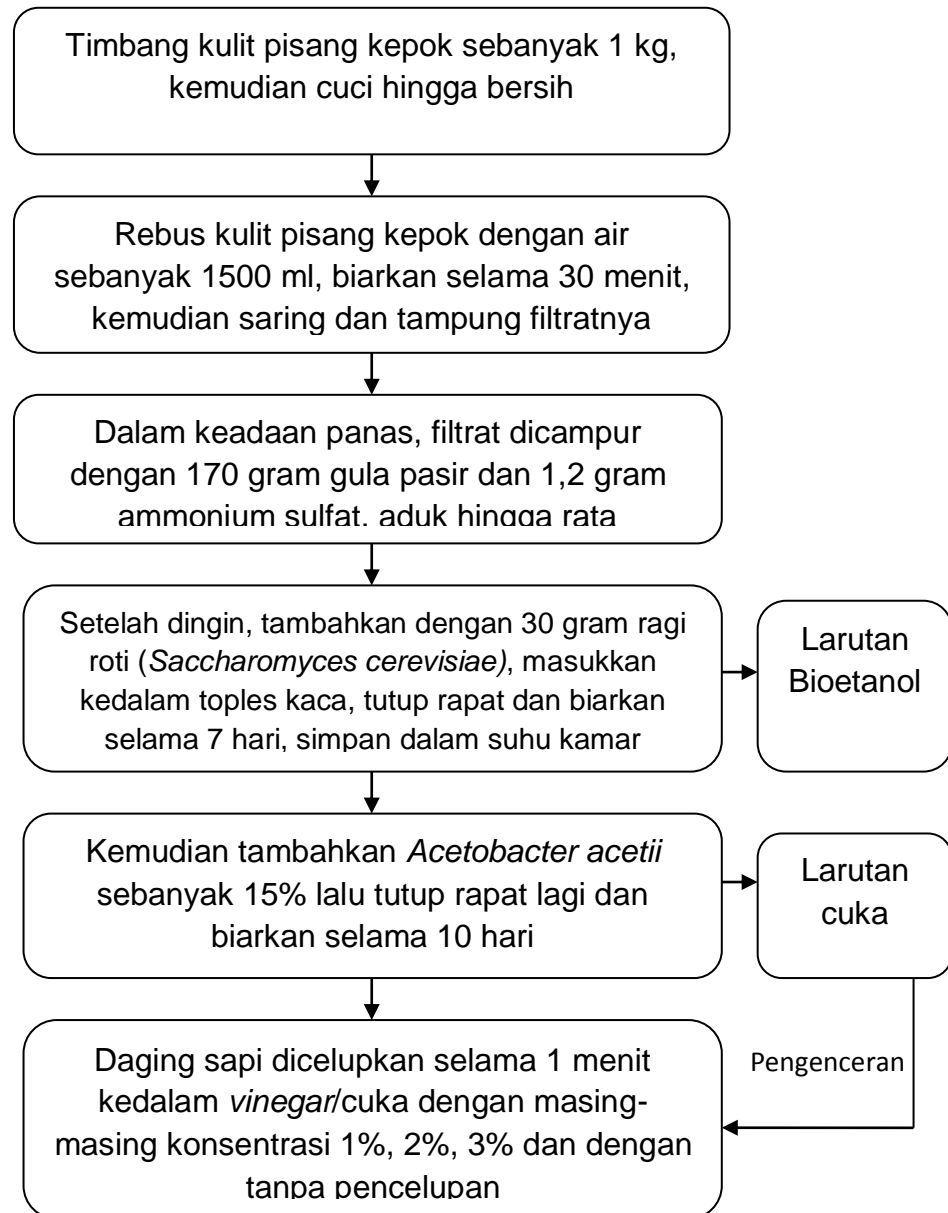 Timbang kulit pisang kepok sebanyak 1 kg,
kemudian cuci hingga bersih
Rebus kulit pisang kepok dengan air
sebanyak 1500 ml, biarkan selama 30 menit,
kemudian saring dan tampung filtratnya
Dalam keadaan panas, filtrat dicampur
dengan 170 gram gula pasir dan 1,2 gram
ammonium sulfat. aduk hingga rata
Setelah dingin, tambahkan dengan 30 gram ragi
roti (Saccharomyces cerevisiae), masukkan
kedalam toples kaca, tutup rapat dan biarkan
selama 7 hari, simpan dalam suhu kamar
Larutan
Bioetanol
Kemudian tambahkan Acetobacter acetii
sebanyak 15% lalu tutup rapat lagi dan
biarkan selama 10 hari
Larutan
cuka
Pengenceran
Daging sapi dicelupkan selama 1 menit
kedalam vinegar/cuka dengan masing-
masing konsentrasi 1%, 2%, 3% dan dengan
tanpa pencelupan